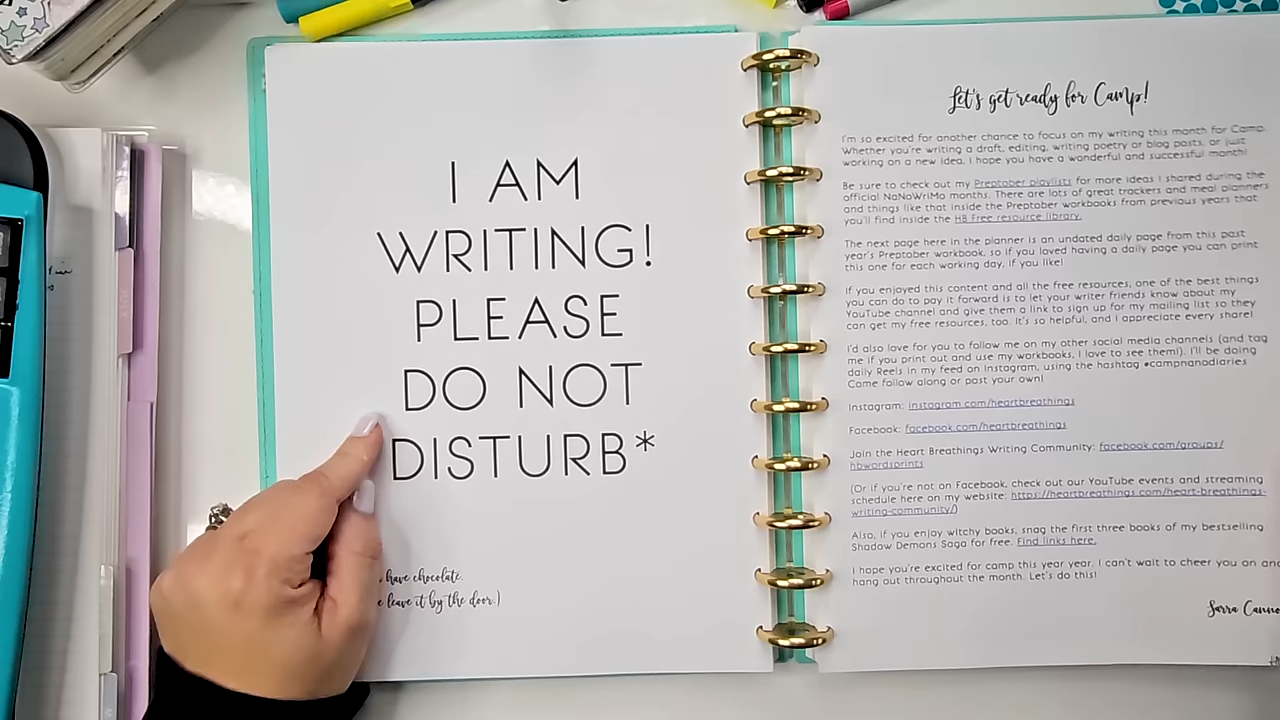 I AM
WRITING!
PLEASE
DO NOT
DISTURB*
have chocolate.
leave it by the door.)
Let's get ready for Camp!
I'm so excited for another chance to focus on my writing this month for Camp.
Whether you're writing a draft, editing, writing poetry or blog posts, or just
working on a new idea, I hope you have a wonderful and successful month!
Be sure to check out my Preptober playlists for more ideas I shared during the
official NaNoWriMo months. There are lots of great trackers and meal planners
and things like that inside the Preptober workbooks from previous years that
you'll find inside the HB Free resource library.
The next page here in the planner is an undated daily page from this past
year's Preptober workbook, so if you loved having a daily page you can print
this one for each working day, if you like!
If you enjoyed this content and all the free resources, one of the best things
you can do to pay it forward is to let your writer friends know about my
YouTube channel and give them a link to sign up for my mailing list so they
can get my free resources, too. It's so helpful, and I appreciate every share!
I'd also love for you to follow me on my other social media channels (and tag
me if you print out and use my workbooks, I love to see them!). I'll be doing
daily Reels in my feed on Instagram, using the hashtag #campnanodiaries
Come follow along or post your own!
Instagram: instagram.com/heartbreathings
Facebook: facebook.com/heartbreathings
Join the Heart Breathings Writing Community: facebook.com/groups/
hbwordsprints
(Or if you're not on Facebook, check out our YouTube events and streaming
schedule here on my website: https://heartbreathings.com/heart-breathings-
writing-community/)
Also, if you enjoy witchy books, snag the first three books of my bestselling
Shadow Demons Saga for free. Find links here.
I hope you're excited for camp this year year. I can't wait to cheer you on and
hang out throughout the month. Let's do this!
Sarra Canno